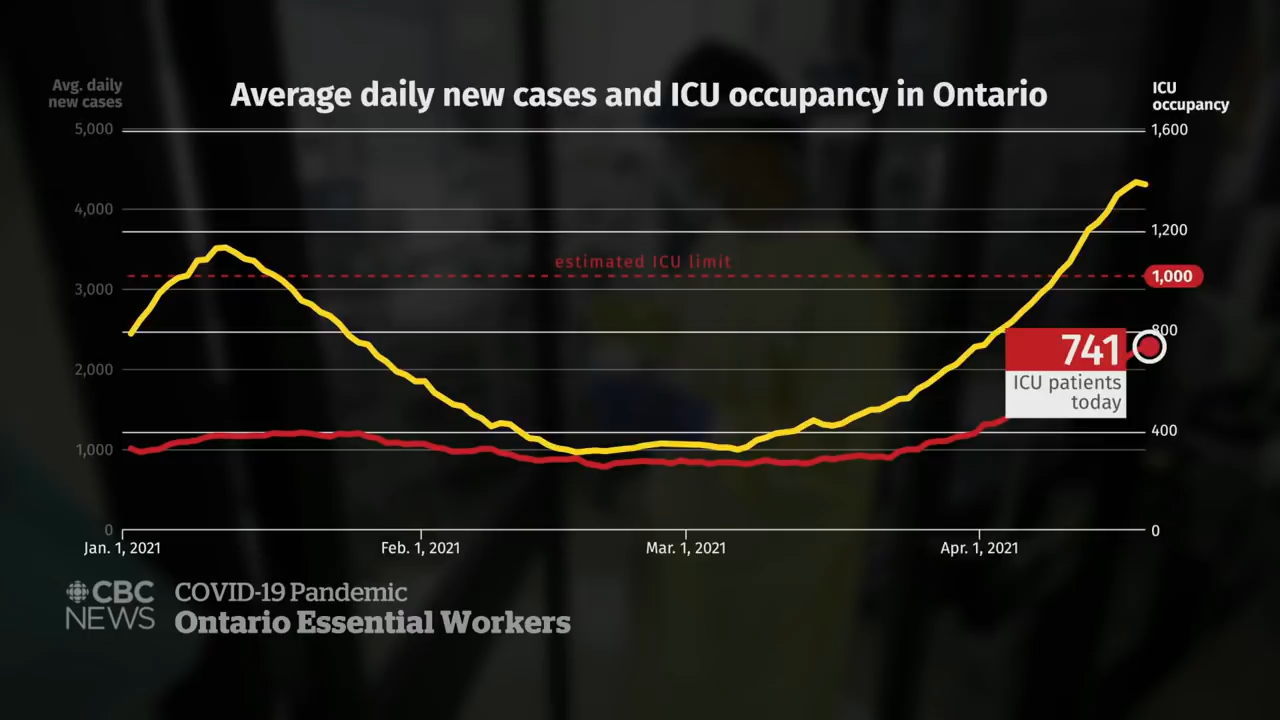 Avg. daily
new cases
Average daily new cases and ICU occupancy in Ontario
ICU
occupancy
5,000
1,600
4,000
1,200
estimated ICU limit
1,000
3,000
800
741
2,000
ICU patients
today
400
1,000
0
0
Jan. 1, 2021
Feb. 1, 2021
Mar. 1, 2021
Apr. 1, 2021
CBC
NEWS
COVID-19 Pandemic
Ontario Essential Workers